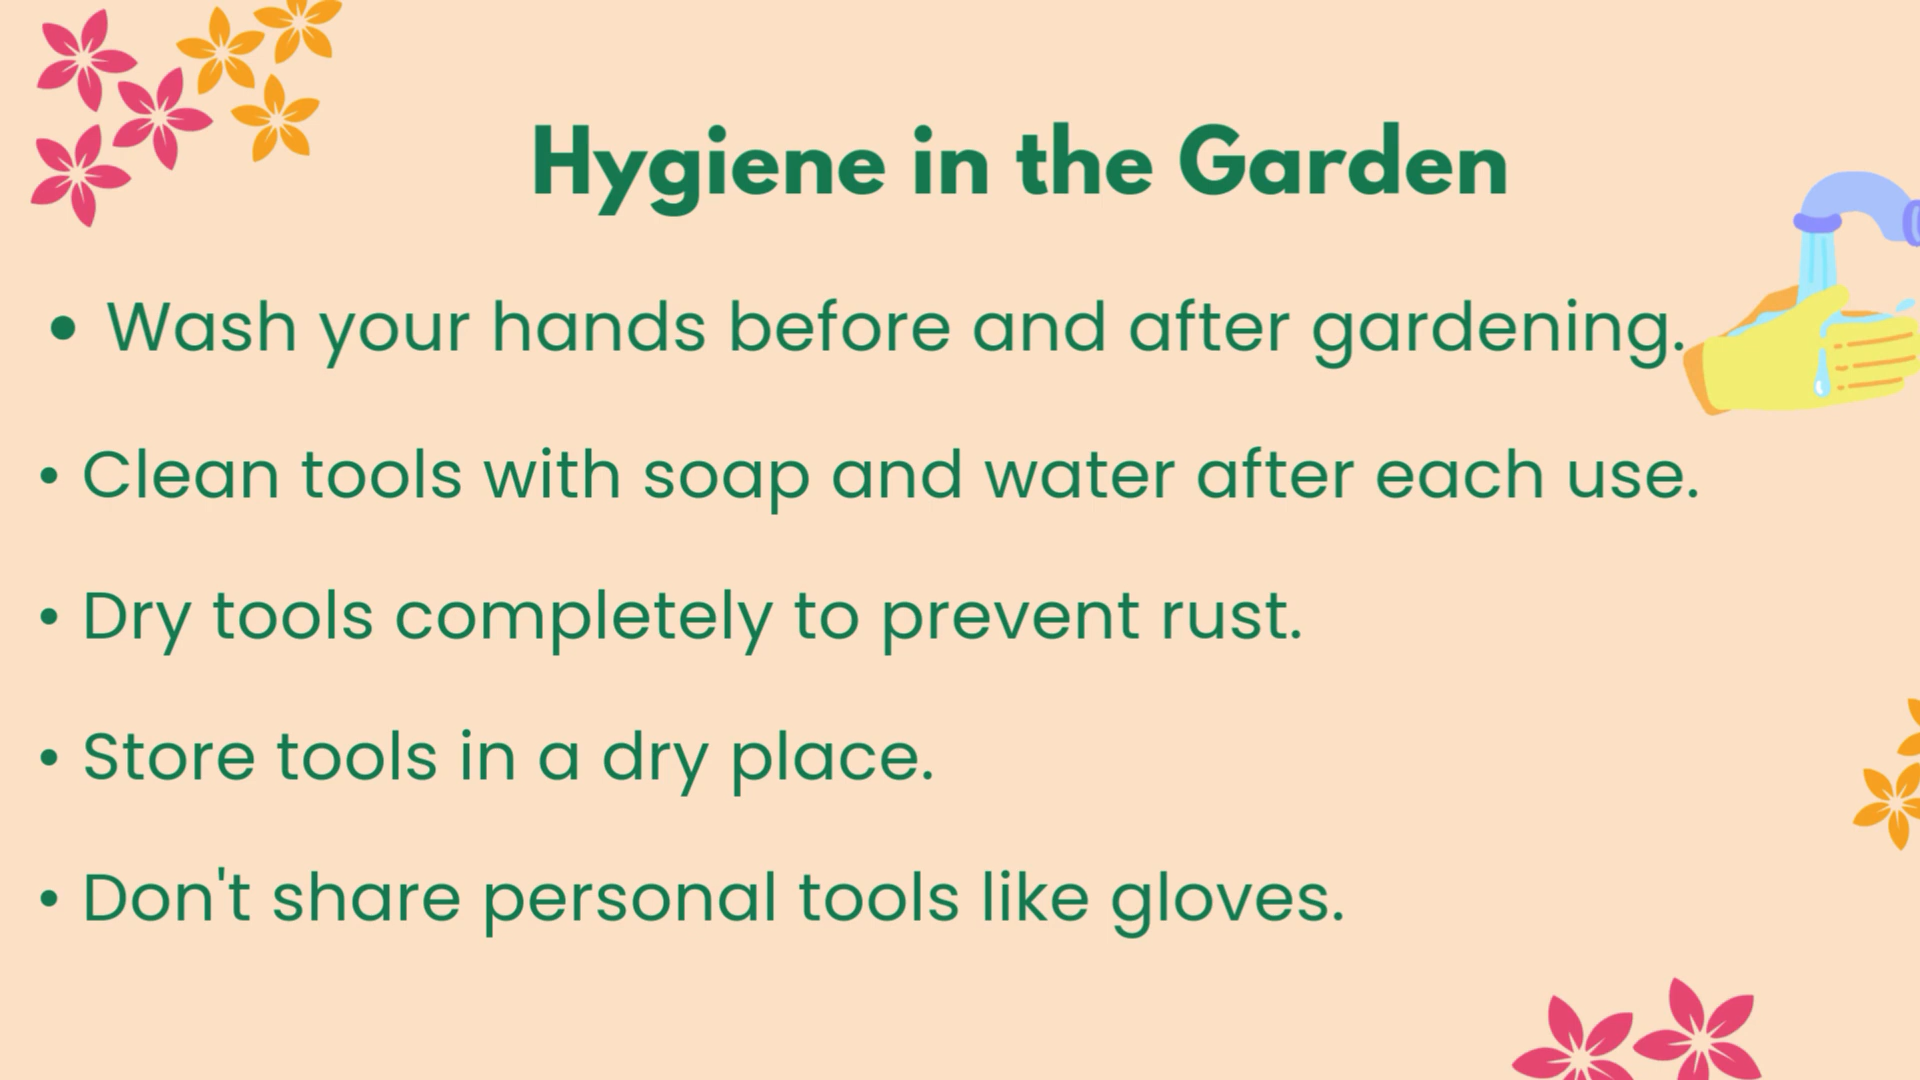 Hygiene in the Garden
• Wash your hands before and after gardening.
• Clean tools with soap and water after each use.
• Dry tools completely to prevent rust.
• Store tools in a dry place.
• Don't share personal tools like gloves.